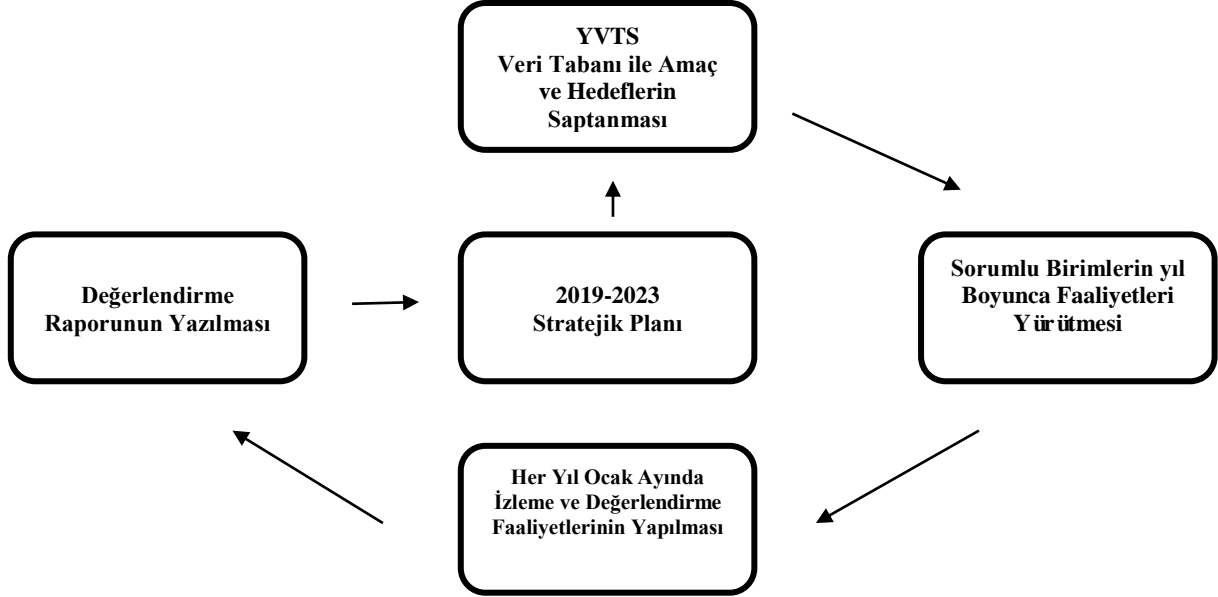 YVTS
Veri Tabanı ile Amaç
ve Hedeflerin
Saptanması
Değerlendirme
Raporunun Yazılması
2019-2023
Stratejik Planı
Sorumlu Birimlerin yıl
Boyunca Faaliyetleri
Yürütmesi
Her Yıl Ocak Ayında
İzleme ve Değerlendirme
Faaliyetlerinin Yapılması